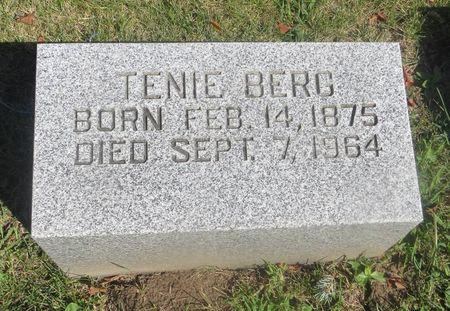 TENIE BERG
BORN FEB. 14, 1875
DIED SEPT. 7, 1964